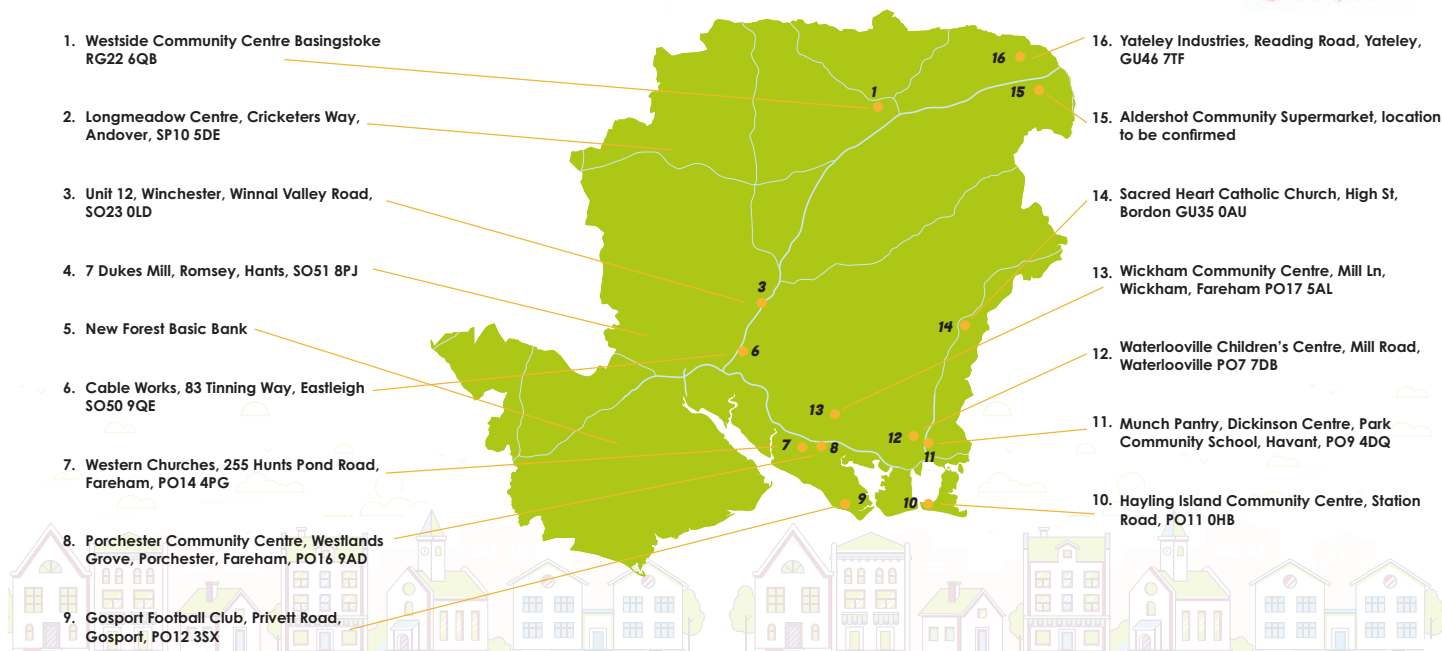 1. Westside Community Centre Basingstoke
RG22 6QB
2. Longmeadow Centre, Cricketers Way,
Andover, SP10 5DE
3. Unit 12, Winchester, Winnal Valley Road,
SO23 0LD
4. 7 Dukes Mill, Romsey, Hants, SO51 8PJ
5. New Forest Basic Bank
6. Cable Works, 83 Tinning Way, Eastleigh
SO50 9QE
7. Western Churches, 255 Hunts Pond Road,
Fareham, PO14 4PG
8. Porchester Community Centre, Westlands
Grove, Porchester, Fareham, PO16 9AD
9. Gosport Football Club, Privett Road,
Gosport, PO12 3SX
16
1
15
3
14
6
13
12
7
8
11
9
10
16. Yateley Industries, Reading Road, Yateley,
GU46 7TF
15. Aldershot Community Supermarket, location
to be confirmed
14. Sacred Heart Catholic Church, High St,
Bordon GU35 0AU
13. Wickham Community Centre, Mill Ln,
Wickham, Fareham PO17 5AL
12. Waterlooville Children's Centre, Mill Road,
Waterlooville PO7 7DB
11. Munch Pantry, Dickinson Centre, Park
Community School, Havant, PO9 4DQ
10. Hayling Island Community Centre, Station
Road, PO11 0HB